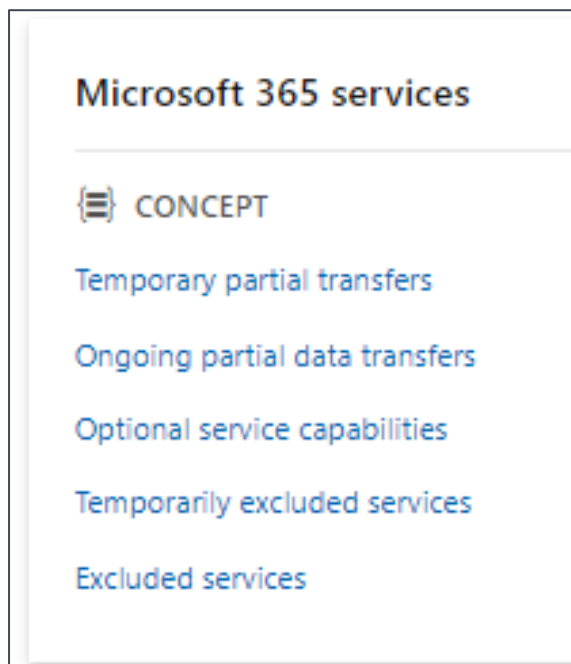 Microsoft 365 services
CONCEPT
Temporary partial transfers
Ongoing partial data transfers
Optional service capabilities
Temporarily excluded services
Excluded services